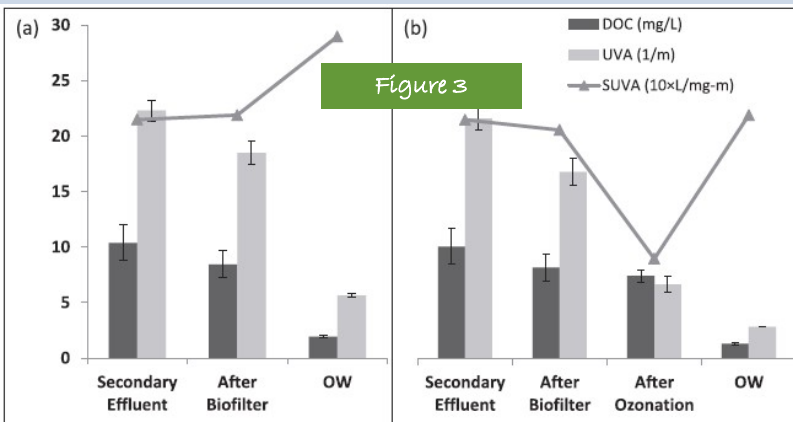 (a)
(b)
30
25
20
15
10
5
0
DOC (mg/L)
UVA (1/m)
SUVA (10×L/mg-m)
Figure 3
Secondary
Effluent
After
Biofilter
OW
Secondary
Effluent
After
Biofilter
After
Ozonation
OW